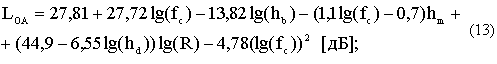 L₀A = 27,81 + 27,72 lg(f_c) − 13,82 lg(h_b) − (1,1 lg(f_c) − 0,7)h_m +
+ (44,9 − 6,55 lg(h_d)) lg(R) − 4,78(lg(f_c))² [дБ]; (13)